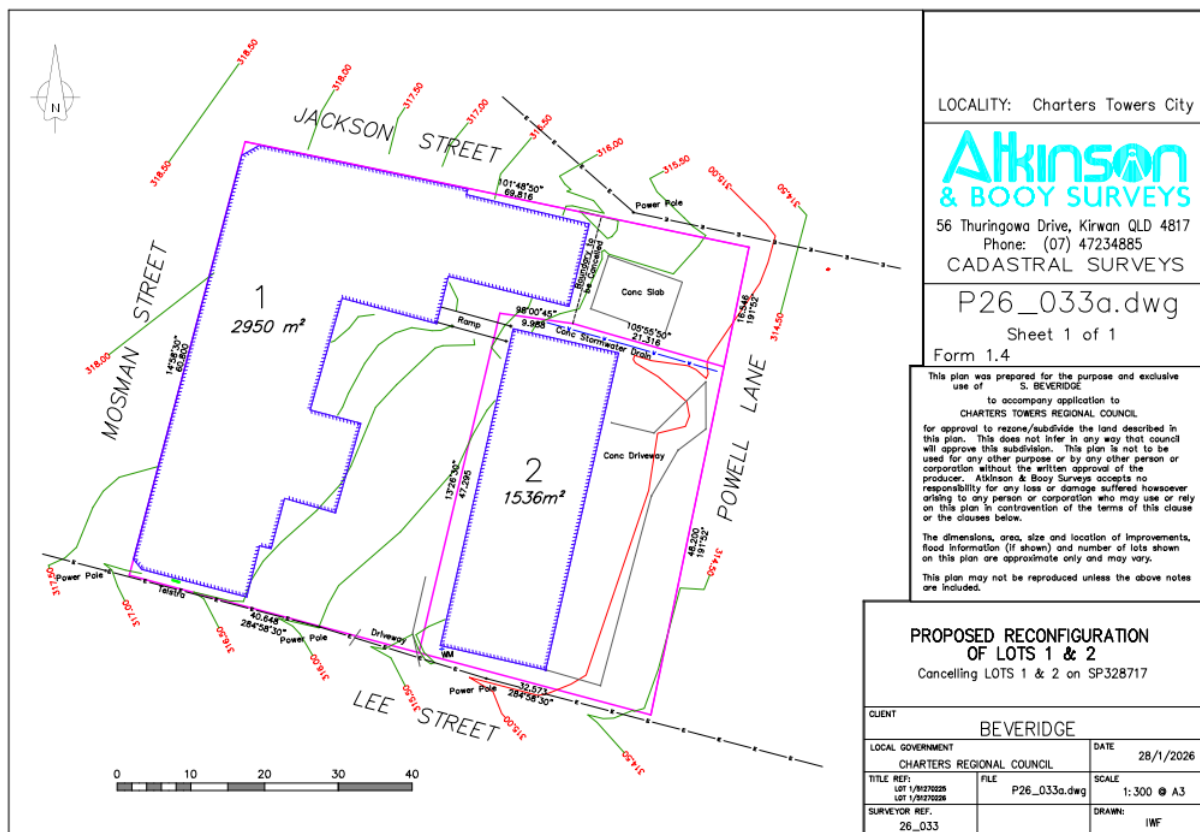 318.50
318.00
317.50
317.00
316.50
316.00
315.50
315.00
314.50
318.50
N
JACKSON STREET
101°48'50"
69.816
Power Pole
Boundary to
be Cancelled
Conc Slab
MOSMAN STREET
1
2950 m²
14°58'30"
60.800
318.00
Ramp
98°00'45"
9.988
105°55'50"
21.316
Conc Stormwater Drain
16.546
191°52'
314.50
POWELL LANE
Conc Driveway
2
1536m²
13°26'30"
47.295
48.200
191°52'
314.50
317.50
Power Pole
317.00
Telstra
316.50
40.648
284°58'30"
Power Pole
316.00
Driveway
WM
315.50
Power Pole
32.573
284°58'30"
315.00
314.50
LEE STREET
0 10 20 30 40
LOCALITY: Charters Towers City
Atkinson
& BOOY SURVEYS
56 Thuringowa Drive, Kirwan QLD 4817
Phone: (07) 47234885
CADASTRAL SURVEYS
P26_033a.dwg
Sheet 1 of 1
Form 1.4
This plan was prepared for the purpose and exclusive
use of S. BEVERIDGE
to accompany application to
CHARTERS TOWERS REGIONAL COUNCIL
for approval to rezone/subdivide the land described in
this plan. This does not infer in any way that council
will approve this subdivision. This plan is not to be
used for any other purpose or by any other person or
corporation without the written approval of the
producer. Atkinson & Booy Surveys accepts no
responsibility for any loss or damage suffered howsoever
arising to any person or corporation who may use or rely
on this plan in contravention of the terms of this clause
or the clauses below.
The dimensions, area, size and location of improvements,
flood information (if shown) and number of lots shown
on this plan are approximate only and may vary.
This plan may not be reproduced unless the above notes
are included.
PROPOSED RECONFIGURATION
OF LOTS 1 & 2
Cancelling LOTS 1 & 2 on SP328717
CLIENT
BEVERIDGE
LOCAL GOVERNMENT
CHARTERS REGIONAL COUNCIL
DATE
28/1/2026
TITLE REF:
LOT 1/51270225
LOT 1/51270226
FILE
P26_033a.dwg
SCALE
1:300 @ A3
SURVEYOR REF.
26_033
DRAWN:
IWF